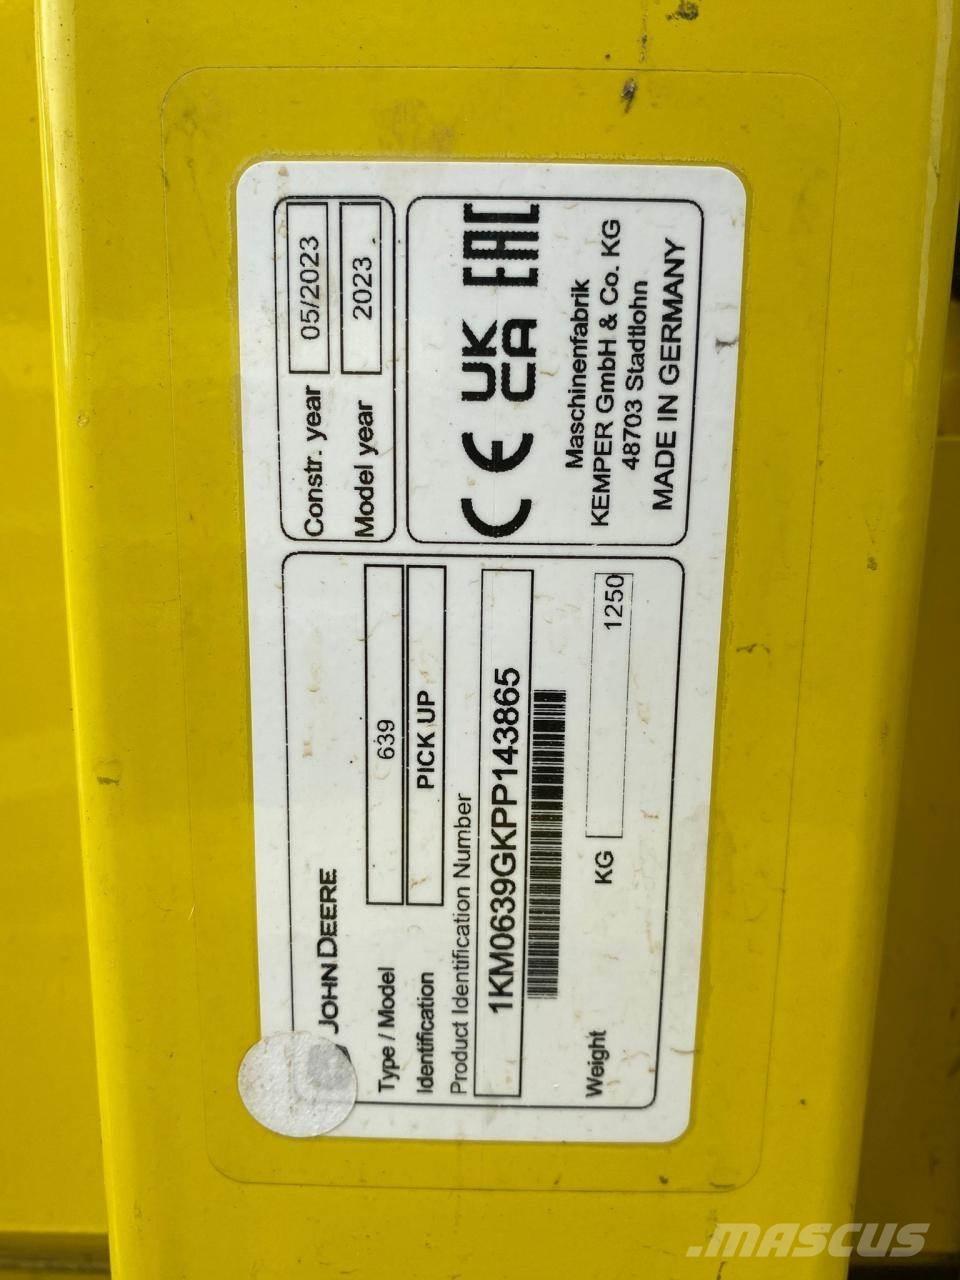 JOHN DEERE
Type / Model 639
Identification PICK UP
Product Identification Number
1KM0639GKPP143865
Weight KG 1250
Constr. year 05/2023
Model year 2023
CE UK CA EAC
Maschinenfabrik
KEMPER GmbH & Co. KG
48703 Stadtlohn
MADE IN GERMANY
.MASCUS